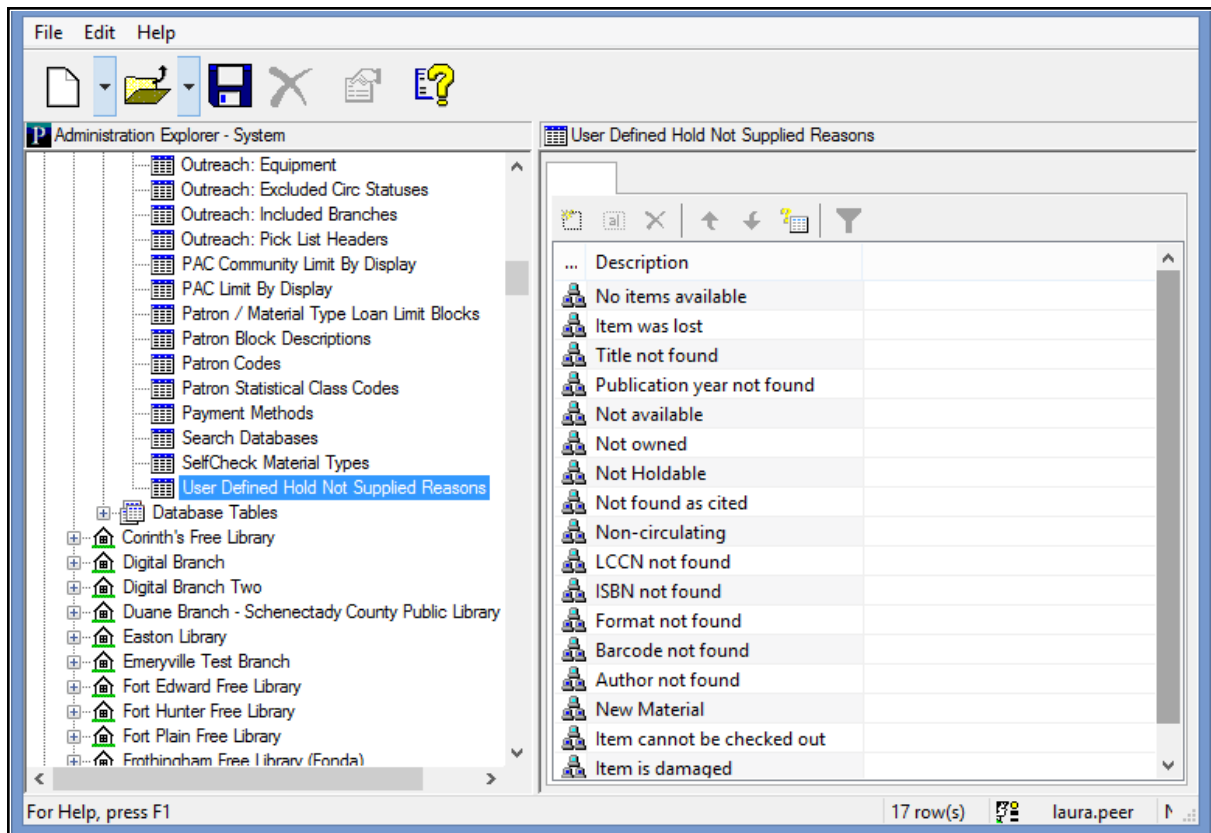 File Edit Help
Administration Explorer - System
Outreach: Equipment
Outreach: Excluded Circ Statuses
Outreach: Included Branches
Outreach: Pick List Headers
PAC Community Limit By Display
PAC Limit By Display
Patron / Material Type Loan Limit Blocks
Patron Block Descriptions
Patron Codes
Patron Statistical Class Codes
Payment Methods
Search Databases
SelfCheck Material Types
User Defined Hold Not Supplied Reasons
Database Tables
Corinth's Free Library
Digital Branch
Digital Branch Two
Duane Branch - Schenectady County Public Library
Easton Library
Emeryville Test Branch
Fort Edward Free Library
Fort Hunter Free Library
Fort Plain Free Library
Frothingham Free Library (Fonda)
User Defined Hold Not Supplied Reasons
... Description
No items available
Item was lost
Title not found
Publication year not found
Not available
Not owned
Not Holdable
Not found as cited
Non-circulating
LCCN not found
ISBN not found
Format not found
Barcode not found
Author not found
New Material
Item cannot be checked out
Item is damaged
For Help, press F1
17 row(s)
laura.peer